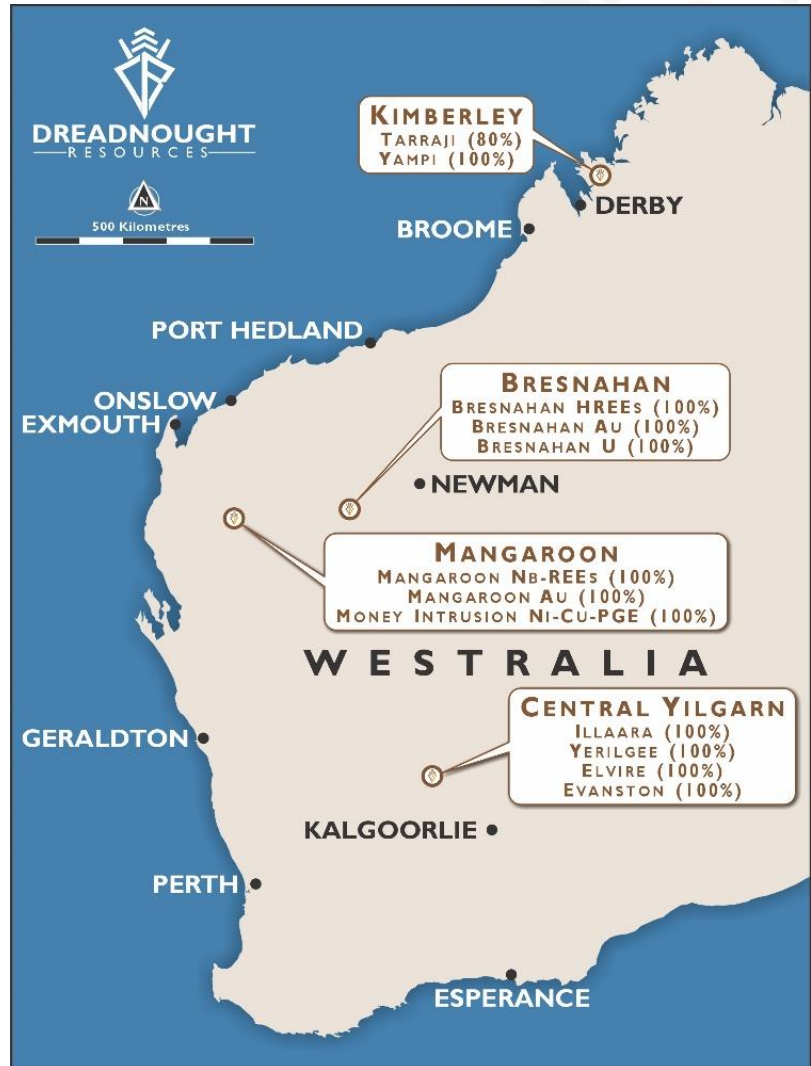 DREADNOUGHT
RESOURCES
N
500 Kilometres
KIMBERLEY
TARRAJI (80%)
YAMPI (100%)
DERBY
BROOME
PORT HEDLAND
ONSLOW
EXMOUTH
BRESNAHAN
BRESNAHAN HREES (100%)
BRESNAHAN AU (100%)
BRESNAHAN U (100%)
NEWMAN
MANGAROON
MANGAROON NB-REES (100%)
MANGAROON AU (100%)
MONEY INTRUSION NI-CU-PGE (100%)
WESTRALIA
CENTRAL YILGARN
ILLAARA (100%)
YERILGEE (100%)
ELVIRE (100%)
EVANSTON (100%)
GERALDTON
KALGOORLIE
PERTH
ESPERANCE